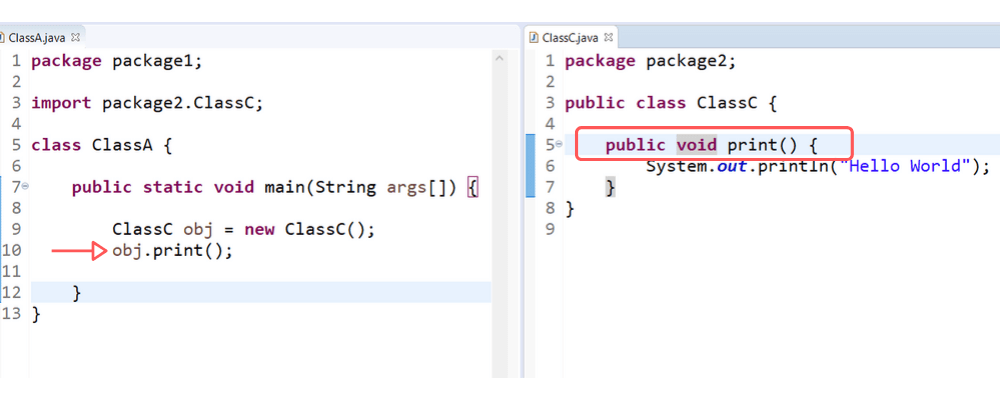 ClassA.java
1 package package1;
2
3 import package2.ClassC;
4
5 class ClassA {
6
7 public static void main(String args[]) {
8
9 ClassC obj = new ClassC();
10 obj.print();
11
12 }
13 }
ClassC.java
1 package package2;
2
3 public class ClassC {
4
5 public void print() {
6 System.out.println("Hello World");
7 }
8 }
9